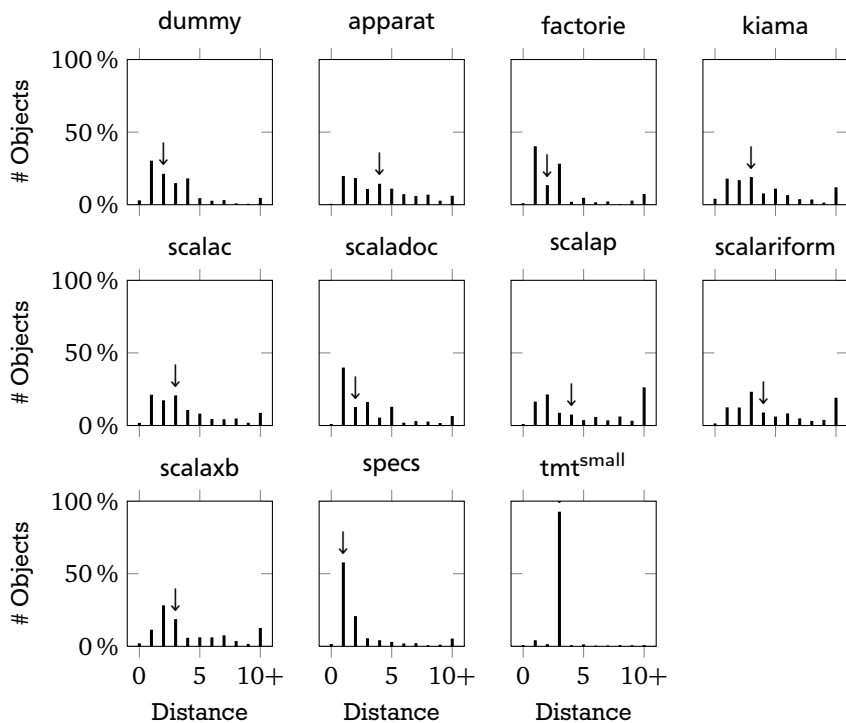 dummy apparat factorie kiama
100 %
50 %
0 %
# Objects
scalac scaladoc scalap scalariform
100 %
50 %
0 %
# Objects
scalaxb specs tmt^small
100 %
50 %
0 %
# Objects
0 5 10+ 0 5 10+ 0 5 10+
Distance Distance Distance